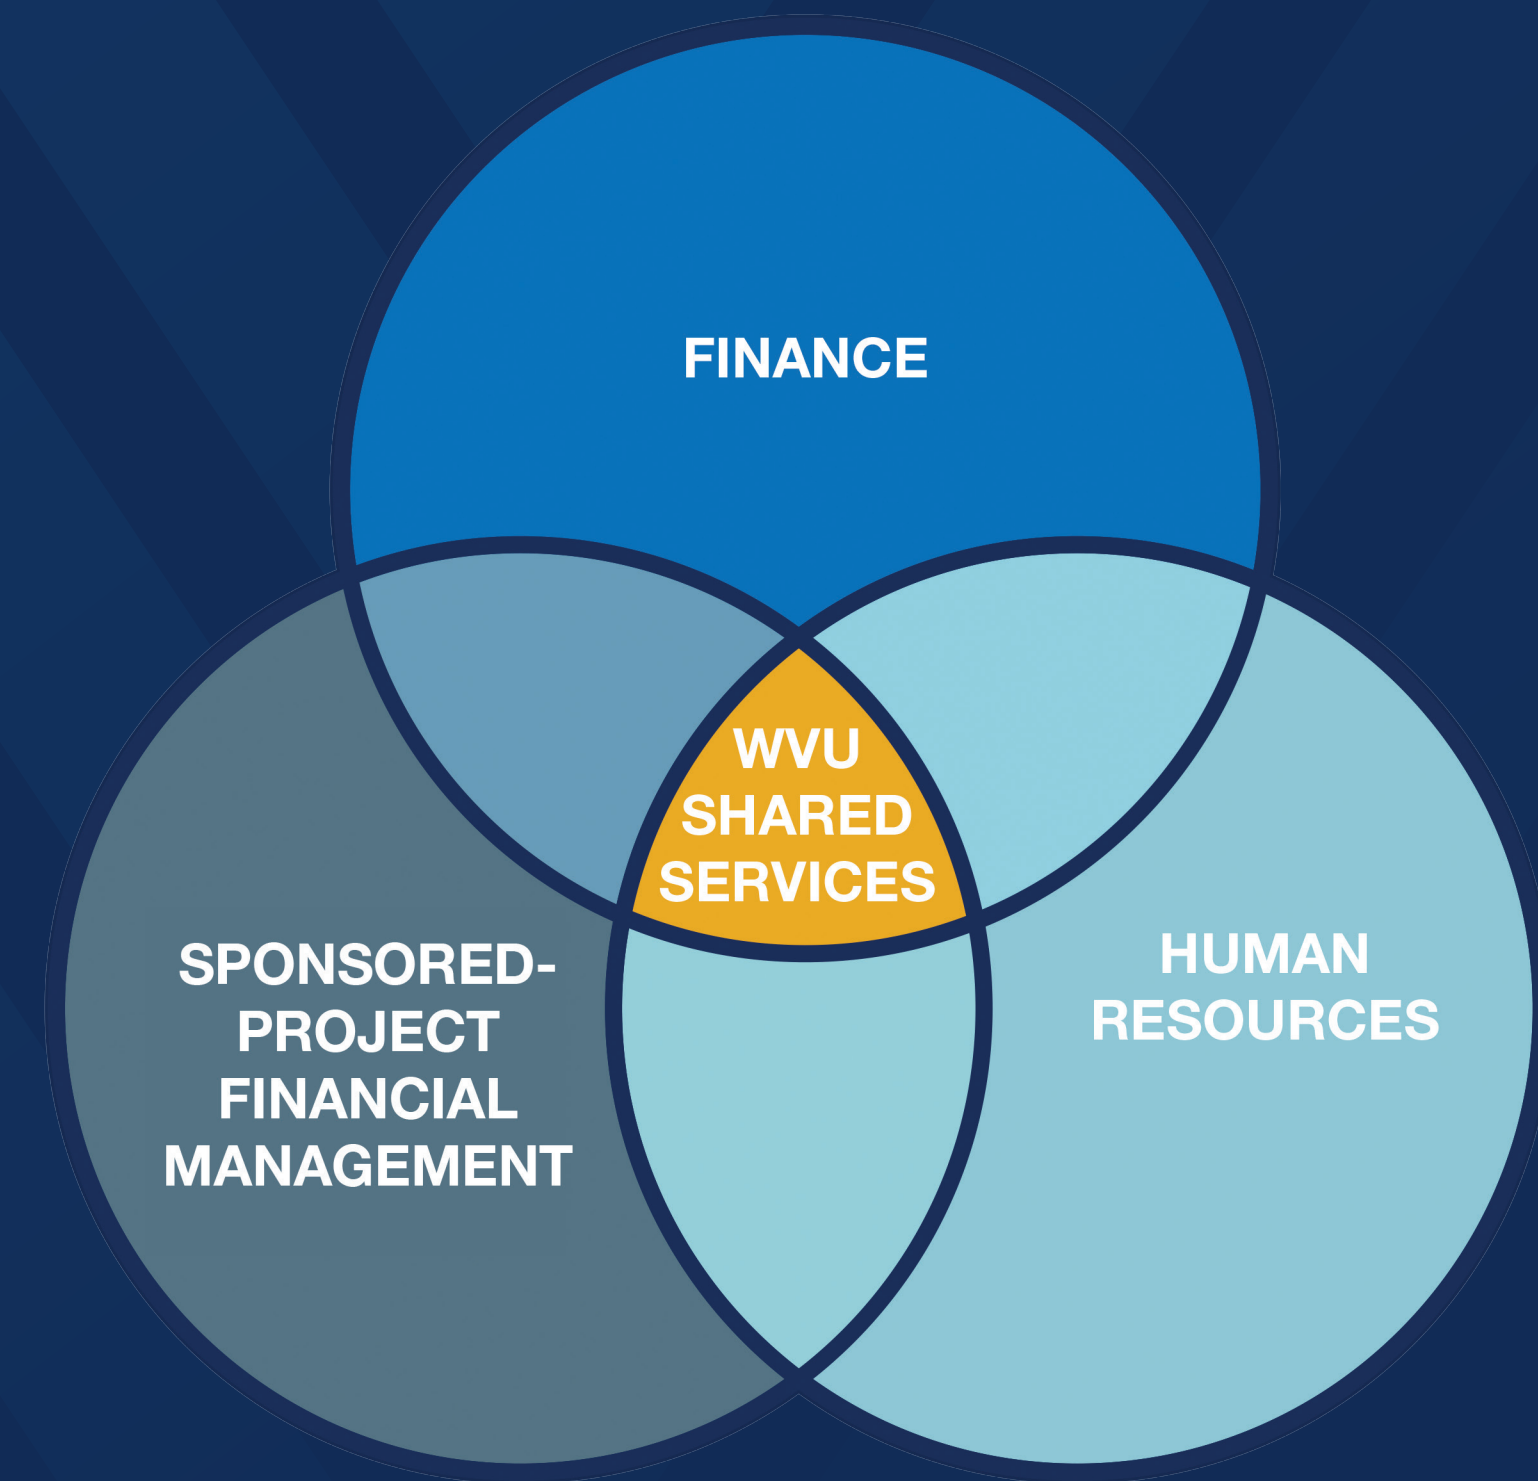 FINANCE
WVU
SHARED
SERVICES
SPONSORED-
PROJECT
FINANCIAL
MANAGEMENT
HUMAN
RESOURCES